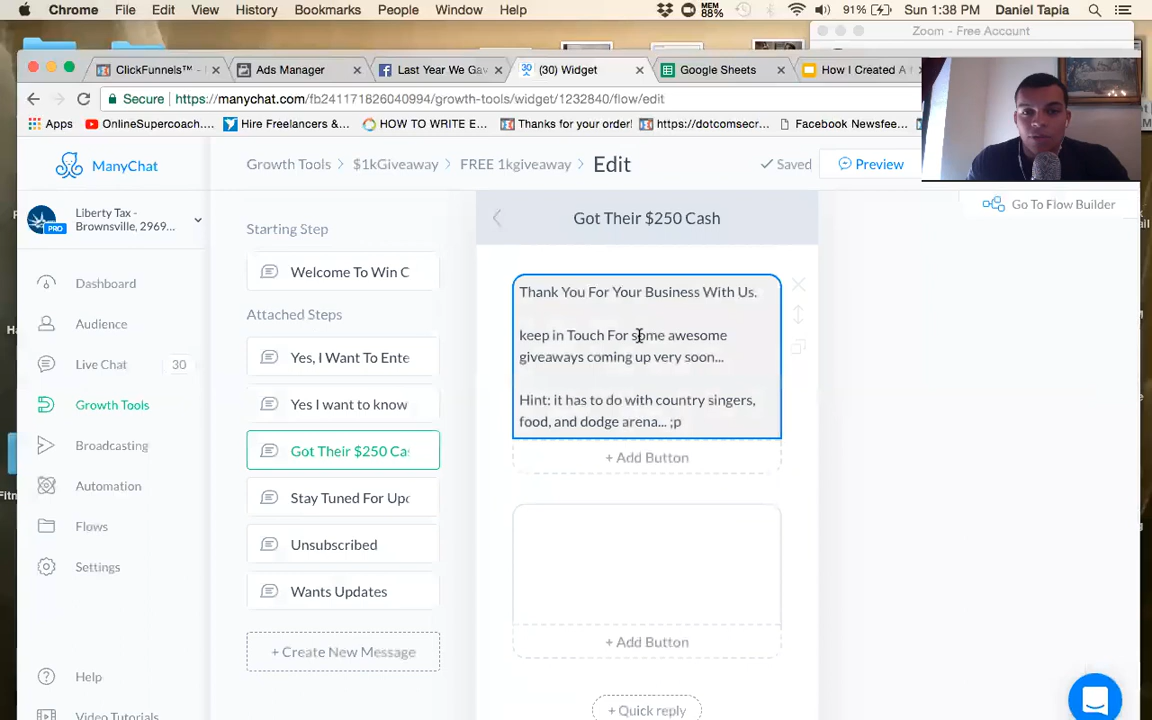 Chrome File Edit View History Bookmarks People Window Help
MEM 88% 91% Sun 1:38 PM Daniel Tapia
Zoom - Free Account
ClickFunnels™ - F
Ads Manager
Last Year We Gav
(30) Widget
Google Sheets
How I Created A
Secure https://manychat.com/fb241171826040994/growth-tools/widget/1232840/flow/edit
Apps
OnlineSupercoach....
Hire Freelancers &...
HOW TO WRITE E...
Thanks for your order!
https://dotcomsecr...
Facebook Newsfee...
ManyChat
Growth Tools > $1kGiveaway > FREE 1kgiveaway > Edit
Saved
Preview
Go To Flow Builder
Liberty Tax -
Brownsville, 2969...
PRO
Dashboard
Audience
Live Chat 30
Growth Tools
Broadcasting
Automation
Flows
Settings
Help
Video Tutorials
Starting Step
Welcome To Win C
Attached Steps
Yes, I Want To Ente
Yes I want to know
Got Their $250 Ca
Stay Tuned For Upd
Unsubscribed
Wants Updates
+ Create New Message
Got Their $250 Cash
Thank You For Your Business With Us.
keep in Touch For some awesome
giveaways coming up very soon...
Hint: it has to do with country singers,
food, and dodge arena... ;p
+ Add Button
+ Add Button
+ Quick reply